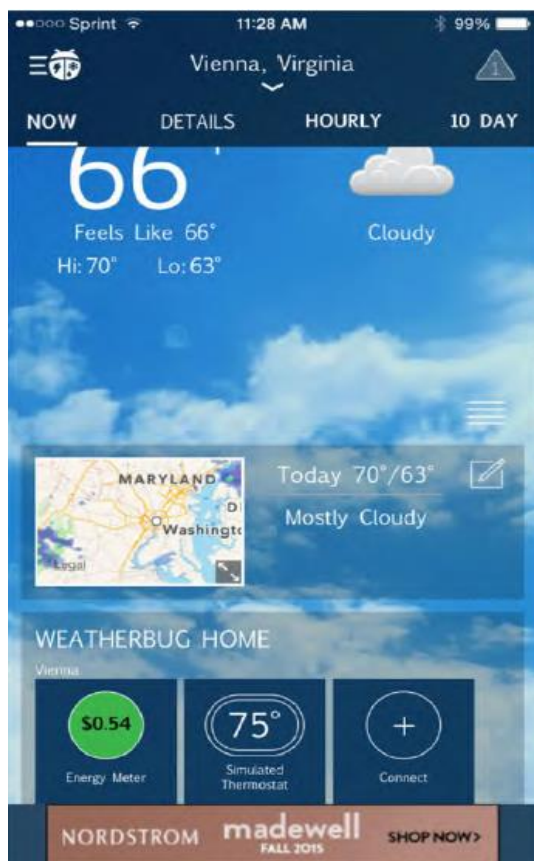 Sprint 11:28 AM 99%
Vienna, Virginia
1
NOW DETAILS HOURLY 10 DAY
66°
Feels Like 66° Cloudy
Hi: 70° Lo: 63°
MARYLAND
D
Washingt
Legal
Today 70°/63°
Mostly Cloudy
WEATHERBUG HOME
Vienna
$0.54 75° +
Energy Meter Simulated Thermostat Connect
NORDSTROM madewell SHOP NOW>
FALL 2015